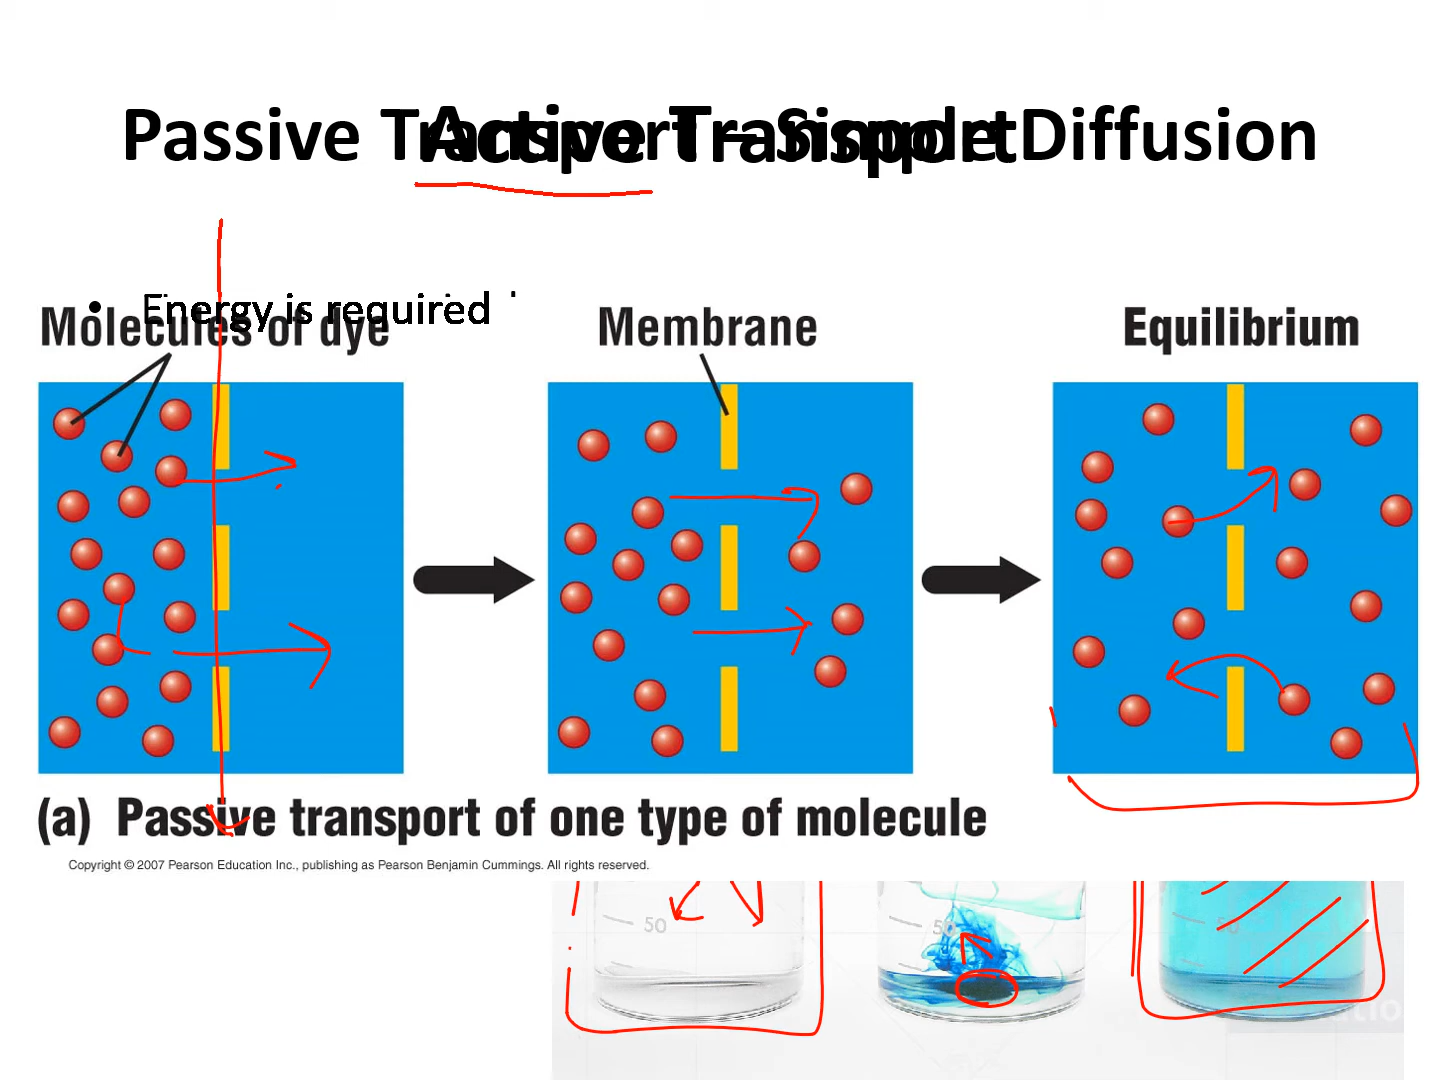 Passive Transport – Simple Diffusion
Active Transport
• Energy is required
Molecules of dye
Membrane
Equilibrium
(a) Passive transport of one type of molecule
Copyright © 2007 Pearson Education Inc., publishing as Pearson Benjamin Cummings. All rights reserved.
50
50